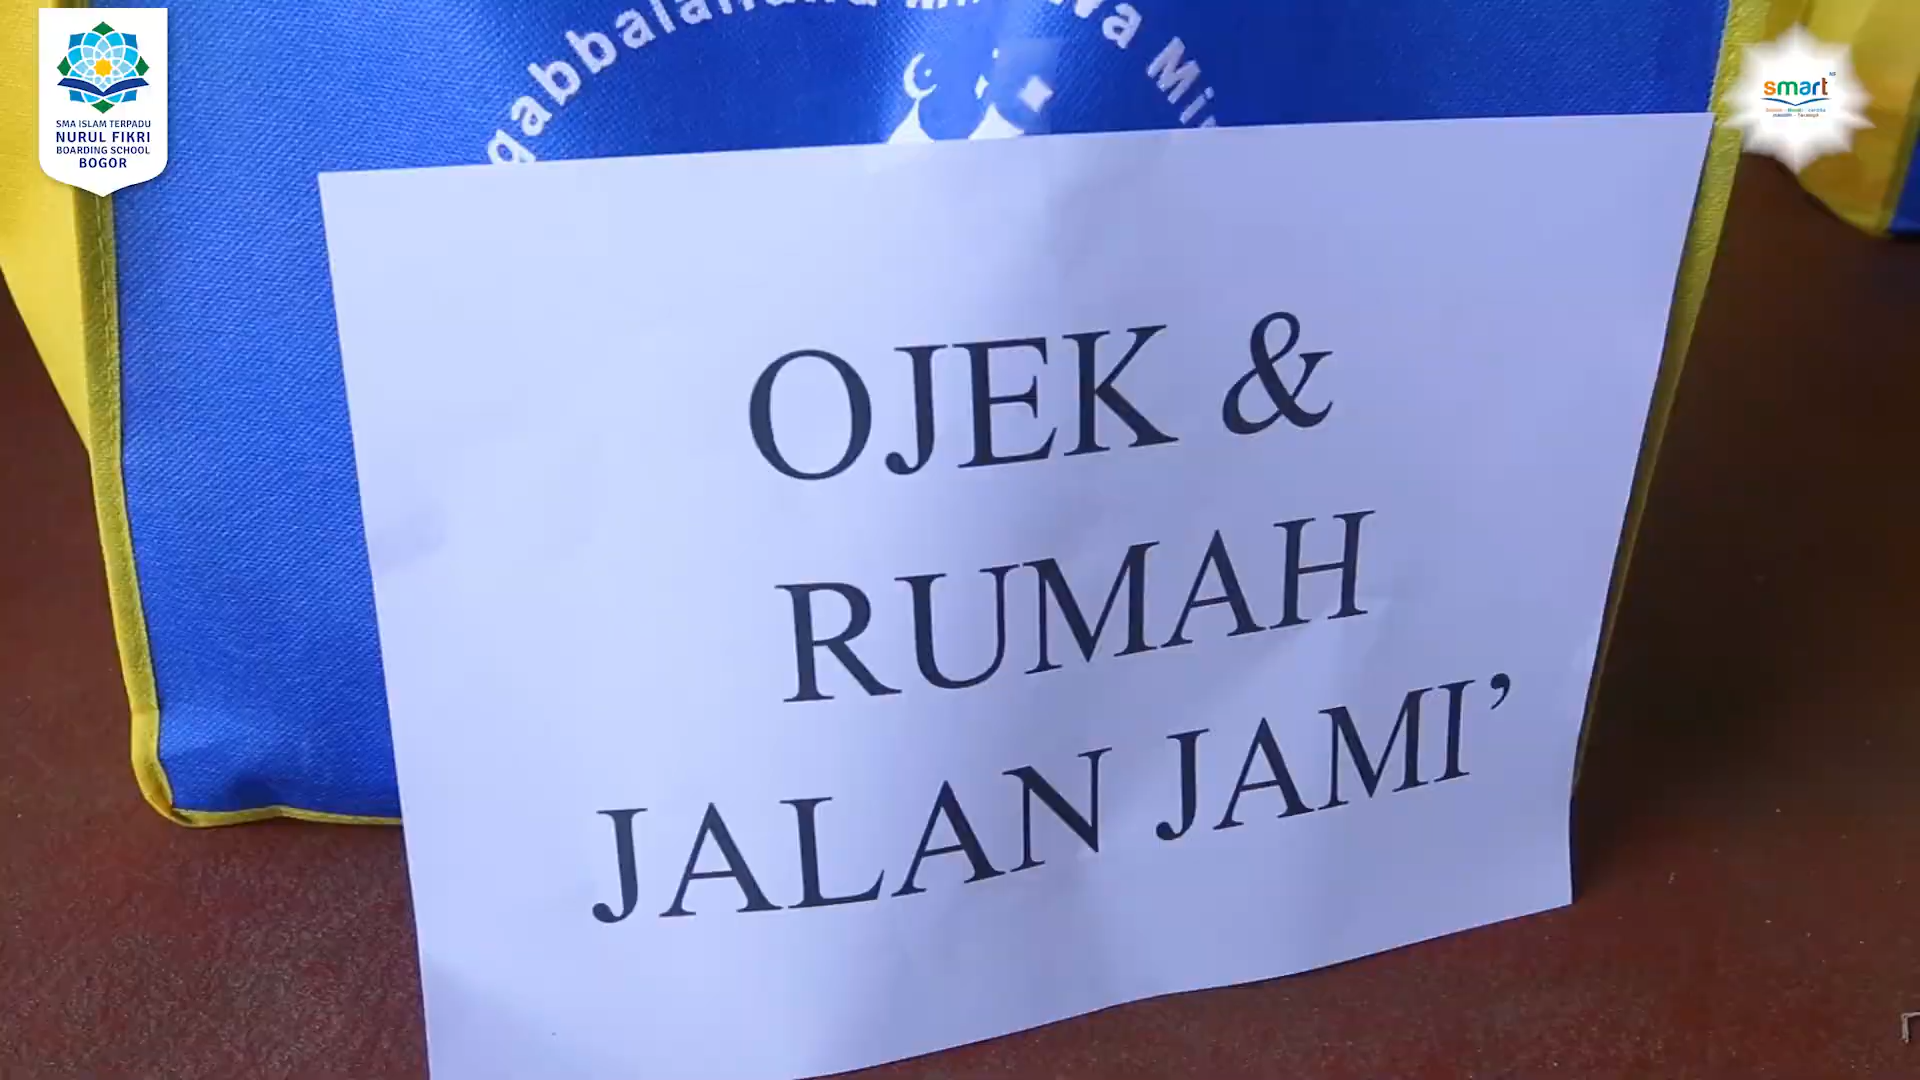 SMA ISLAM TERPADU
NURUL FIKRI
BOARDING SCHOOL
BOGOR
smart
OJEK &
RUMAH
JALAN JAMI’